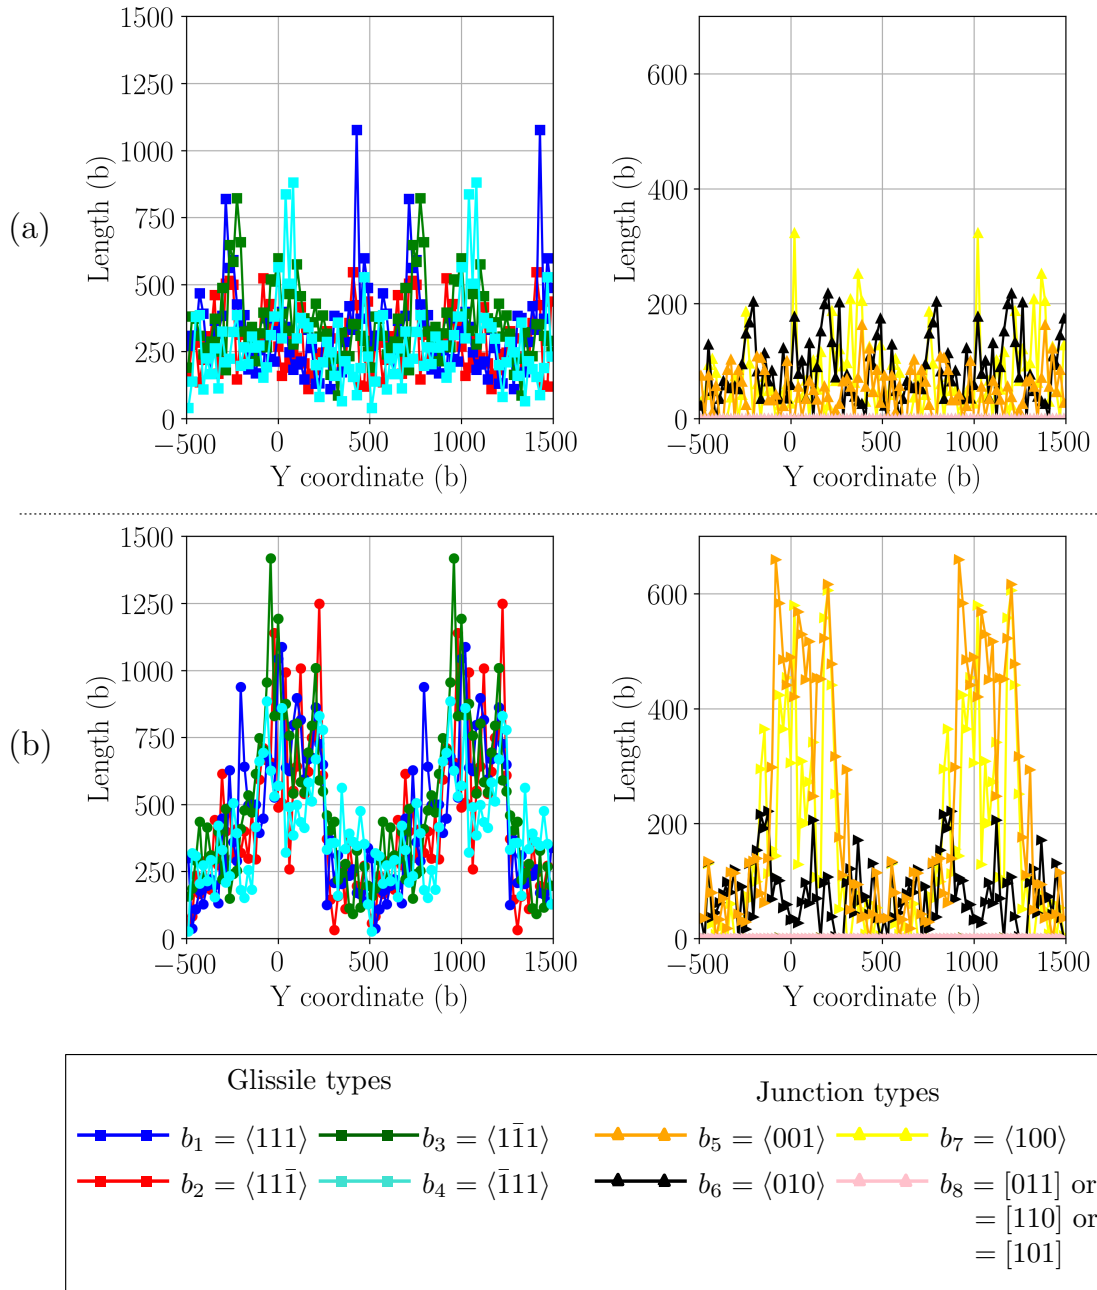 (a)
1500
1250
1000
750
500
250
0
Length (b)
−500
0
500
1000
1500
Y coordinate (b)
600
400
200
0
Length (b)
−500
0
500
1000
1500
Y coordinate (b)
(b)
1500
1250
1000
750
500
250
0
Length (b)
−500
0
500
1000
1500
Y coordinate (b)
600
400
200
0
Length (b)
−500
0
500
1000
1500
Y coordinate (b)
Glissile types
b₁ = ⟨111⟩
b₃ = ⟨11̄1⟩
b₂ = ⟨111̄⟩
b₄ = ⟨1̄11⟩
Junction types
b₅ = ⟨001⟩
b₇ = ⟨100⟩
b₆ = ⟨010⟩
b₈ = [011] or
= [110] or
= [101]